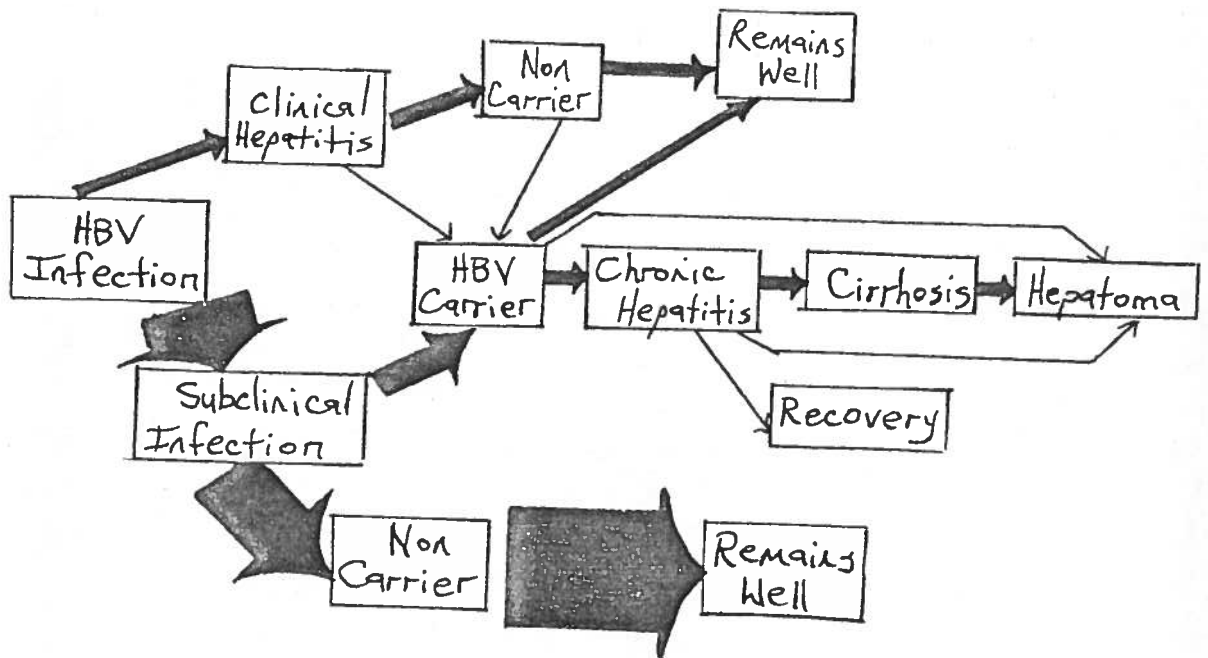 Remains
Well
Non
Carrier
Clinical
Hepatitis
HBV
Infection
HBV
Carrier
Chronic
Hepatitis
Cirrhosis
Hepatoma
Subclinical
Infection
Recovery
Non
Carrier
Remains
Well